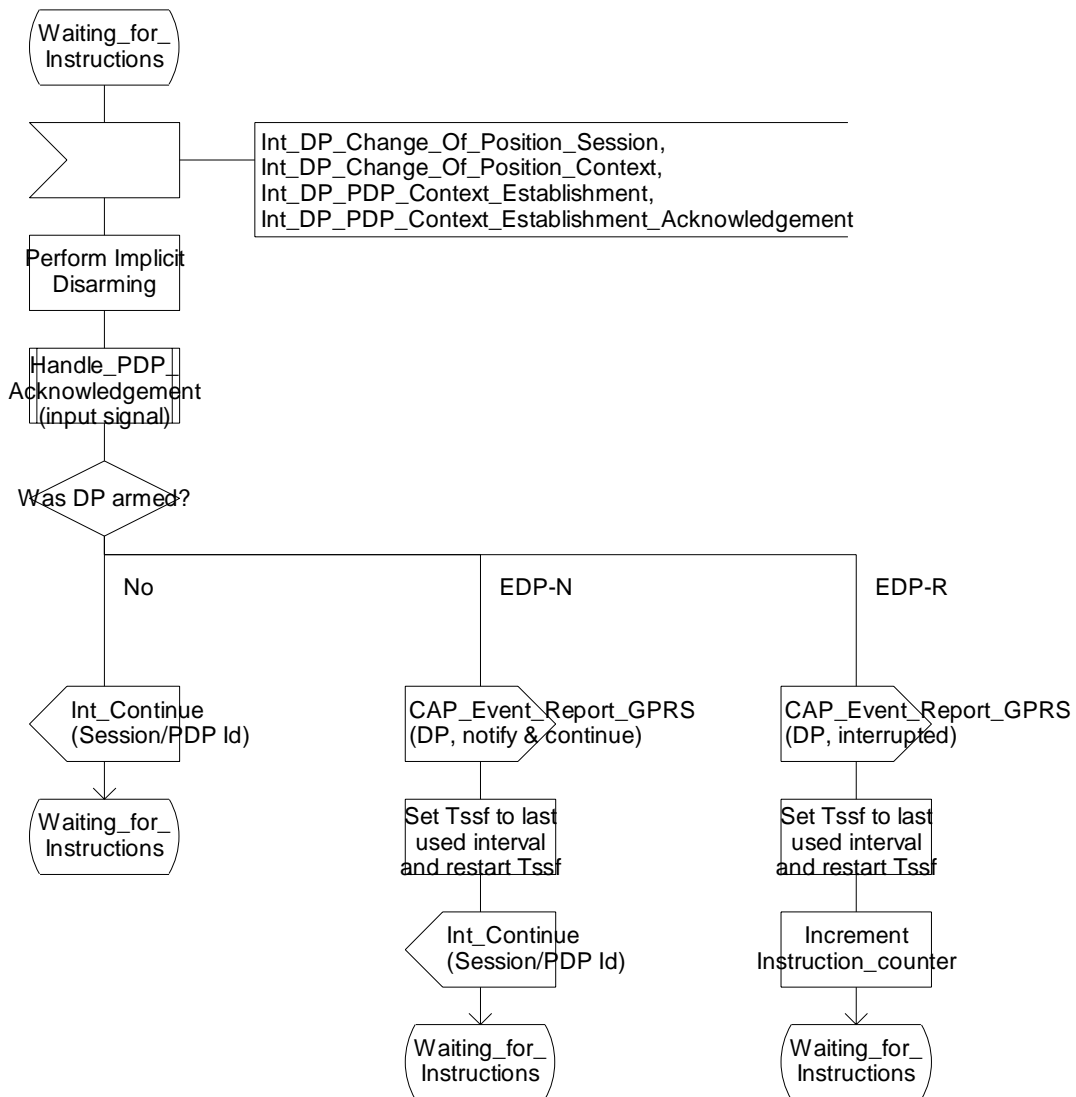 Waiting_for_
Instructions
Int_DP_Change_Of_Position_Session,
Int_DP_Change_Of_Position_Context,
Int_DP_PDP_Context_Establishment,
Int_DP_PDP_Context_Establishment_Acknowledgement
Perform Implicit
Disarming
Handle_PDP_
Acknowledgement
(input signal)
Was DP armed?
No
EDP-N
EDP-R
Int_Continue
(Session/PDP Id)
CAP_Event_Report_GPRS
(DP, notify & continue)
CAP_Event_Report_GPRS
(DP, interrupted)
Waiting_for_
Instructions
Set Tssf to last
used interval
and restart Tssf
Set Tssf to last
used interval
and restart Tssf
Int_Continue
(Session/PDP Id)
Increment
Instruction_counter
Waiting_for_
Instructions
Waiting_for_
Instructions